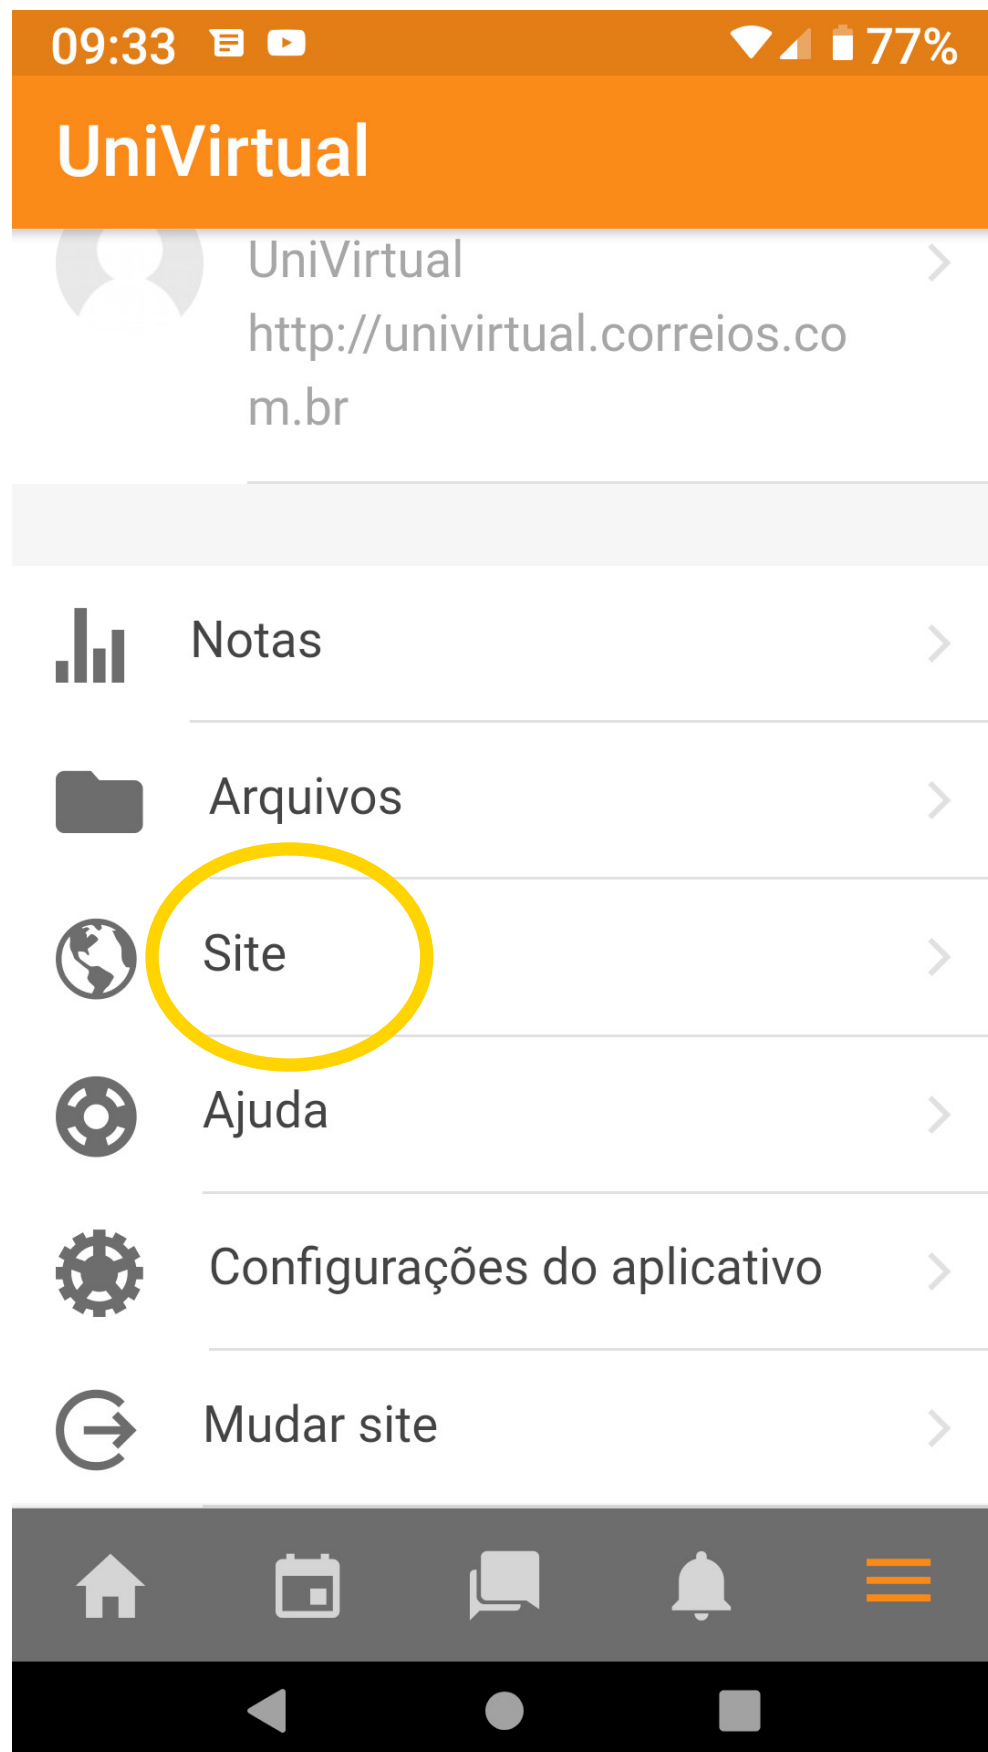 09:33 77%
UniVirtual
UniVirtual
http://univirtual.correios.co
m.br
Notas
Arquivos
Site
Ajuda
Configurações do aplicativo
Mudar site